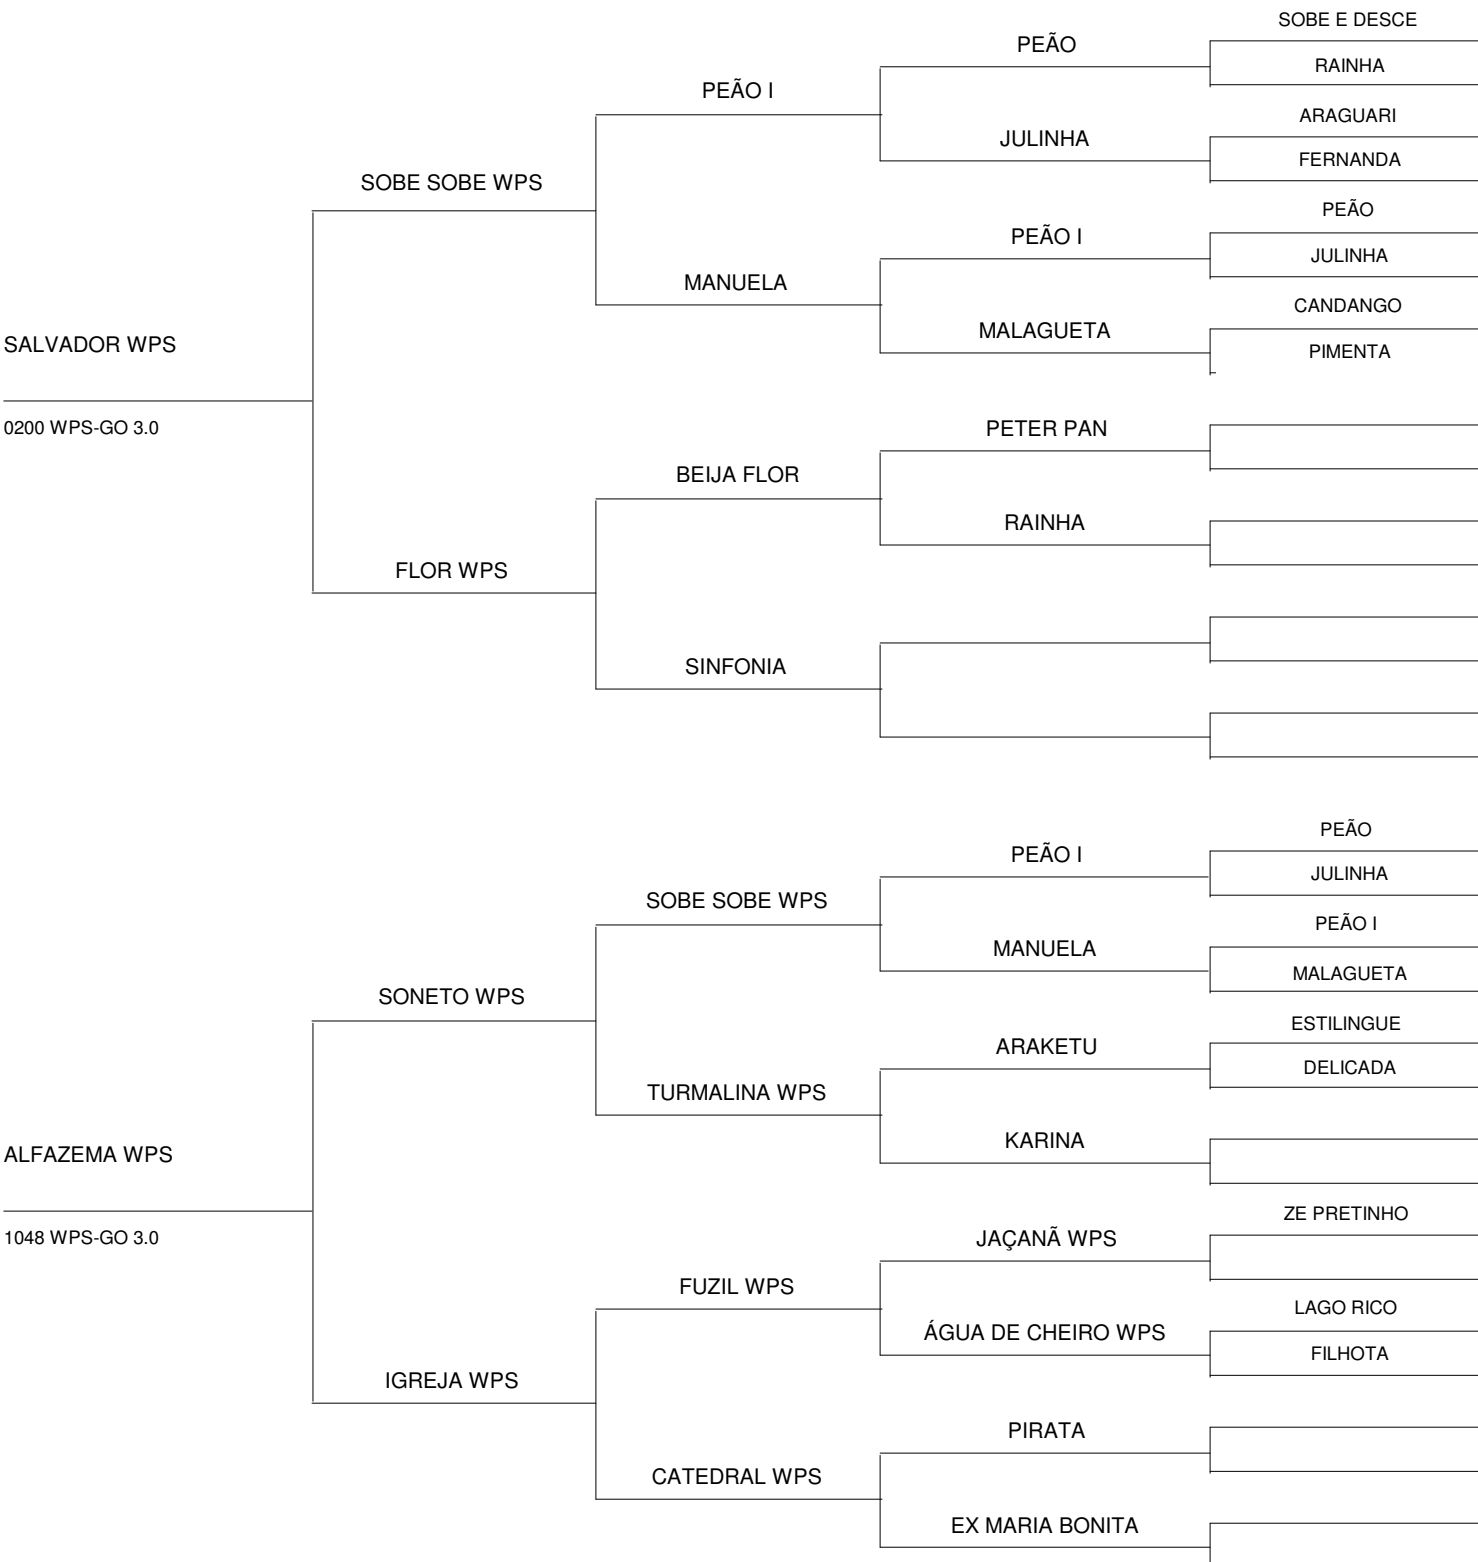 SOBE E DESCE
PEÃO
RAINHA
PEÃO I
ARAGUARI
JULINHA
FERNANDA
SOBE SOBE WPS
PEÃO
PEÃO I
JULINHA
MANUELA
CANDANGO
MALAGUETA
SALVADOR WPS
PIMENTA
0200 WPS-GO 3.0
PETER PAN
BEIJA FLOR
RAINHA
FLOR WPS
SINFONIA
PEÃO
PEÃO I
JULINHA
SOBE SOBE WPS
PEÃO I
MANUELA
MALAGUETA
SONETO WPS
ESTILINGUE
ARAKETU
DELICADA
TURMALINA WPS
KARINA
ALFAZEMA WPS
ZE PRETINHO
1048 WPS-GO 3.0
JAÇANÃ WPS
FUZIL WPS
LAGO RICO
ÁGUA DE CHEIRO WPS
FILHOTA
IGREJA WPS
PIRATA
CATEDRAL WPS
EX MARIA BONITA